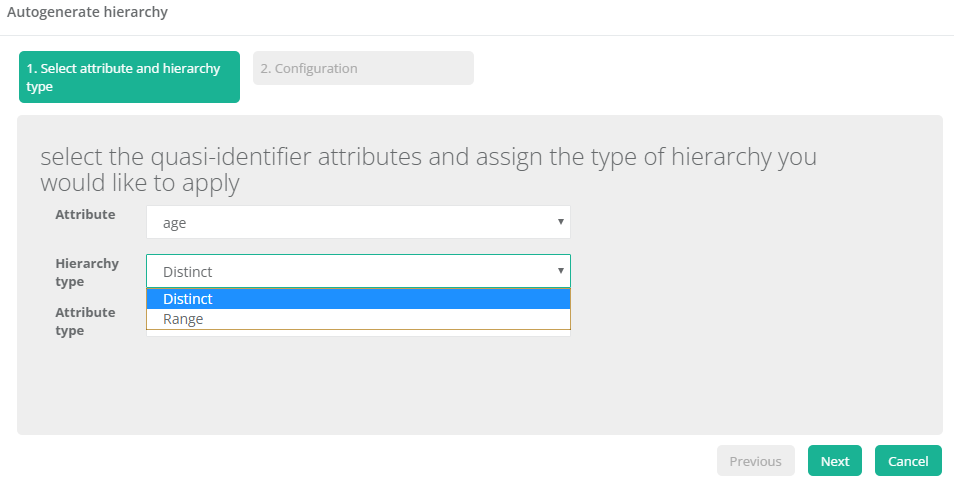 Autogenerate hierarchy
1. Select attribute and hierarchy
type
2. Configuration
select the quasi-identifier attributes and assign the type of hierarchy you
would like to apply
Attribute
age
Hierarchy
type
Distinct
Distinct
Range
Attribute
type
Previous
Next
Cancel